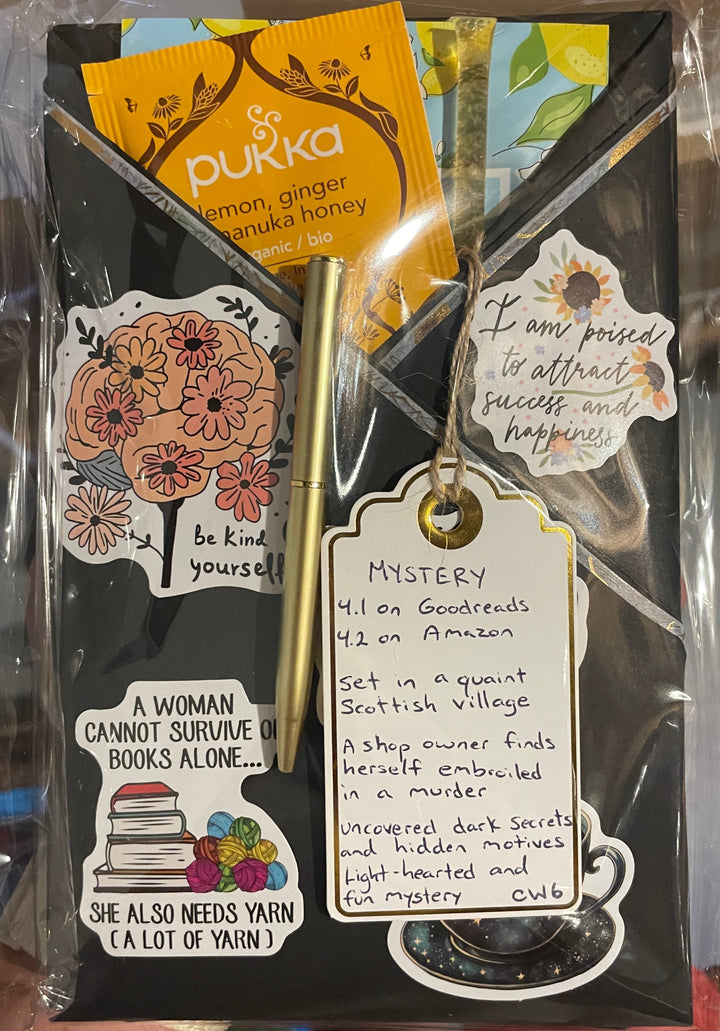 pukka
lemon, ginger
manuka honey
organic / bio
I am poised
to attract
success and
happiness
be kind
yourself
MYSTERY
4.1 on Goodreads
4.2 on Amazon
Set in a quaint
Scottish village
A shop owner finds
herself embroiled
in a murder
uncovered dark secrets
and hidden motives
Light-hearted and
fun mystery CW6
A WOMAN
CANNOT SURVIVE
BOOKS ALONE...
SHE ALSO NEEDS YARN
(A LOT OF YARN)